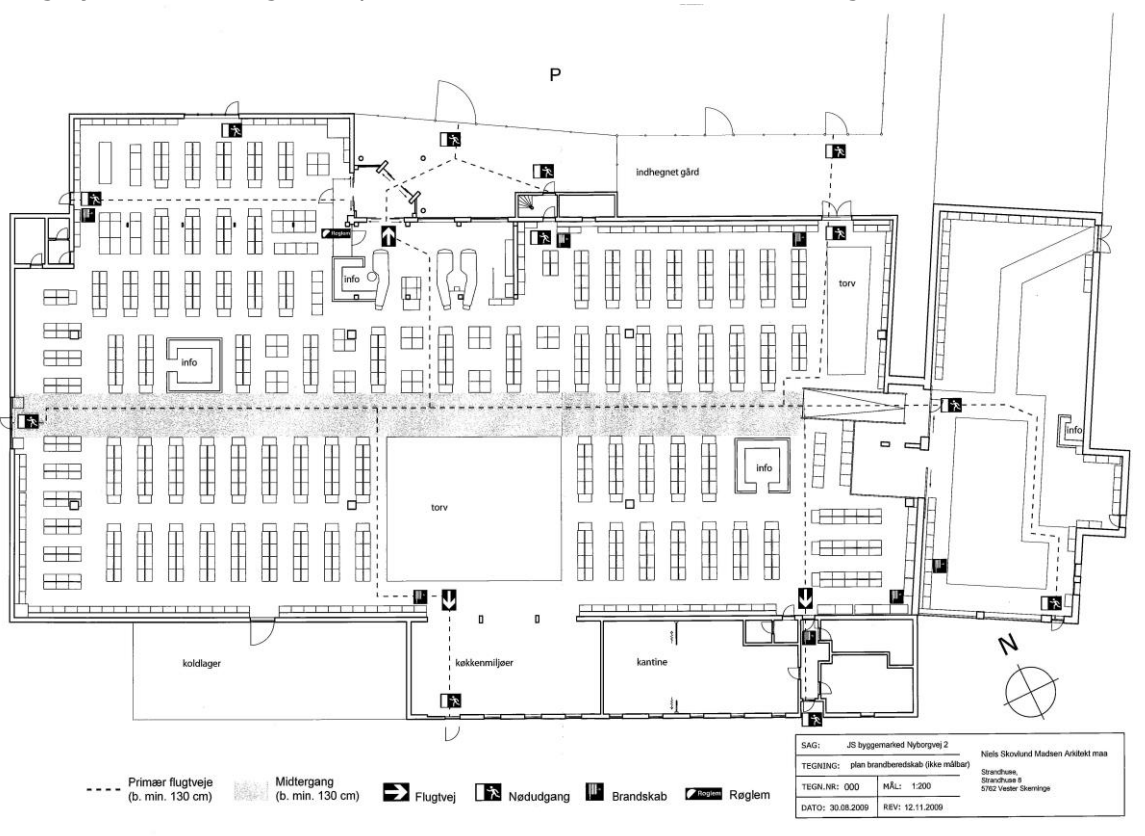 P
indhegnet gård
Røglem
info
torv
info
info
info
torv
koldlager
køkkenmiljøer
kantine
N
SAG: JS byggemarked Nyborgvej 2
TEGNING: plan brandberedskab (ikke målbar)
TEGN.NR: 000 MÅL: 1:200
DATO: 30.08.2009 REV: 12.11.2009
Niels Skovlund Madsen Arkitekt maa
Strandhuse,
Strandhuse 8
5762 Vester Skerninge
Primær flugtveje
(b. min. 130 cm)
Midtergang
(b. min. 130 cm)
Flugtvej
Nødudgang
Brandskab
Røglem
Røglem